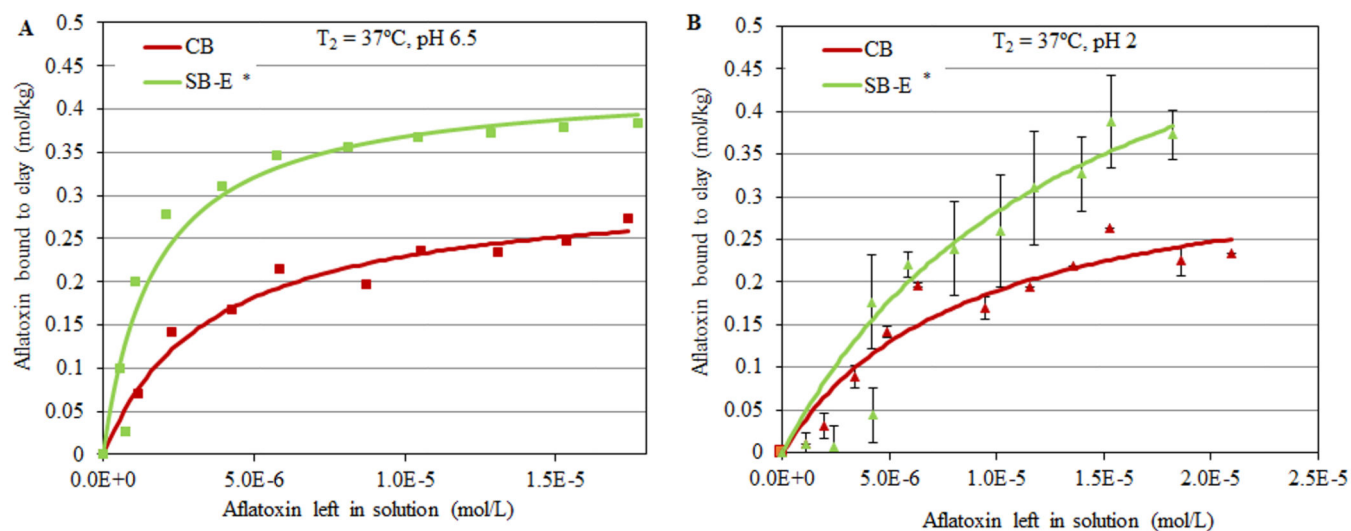 A
T2 = 37ºC, pH 6.5
CB
SB-E *
Aflatoxin bound to clay (mol/kg)
0.5
0.45
0.4
0.35
0.3
0.25
0.2
0.15
0.1
0.05
0
0.0E+0 5.0E-6 1.0E-5 1.5E-5
Aflatoxin left in solution (mol/L)
B
T2 = 37ºC, pH 2
CB
SB-E *
Aflatoxin bound to clay (mol/kg)
0.5
0.45
0.4
0.35
0.3
0.25
0.2
0.15
0.1
0.05
0
0.0E+0 5.0E-6 1.0E-5 1.5E-5 2.0E-5 2.5E-5
Aflatoxin left in solution (mol/L)